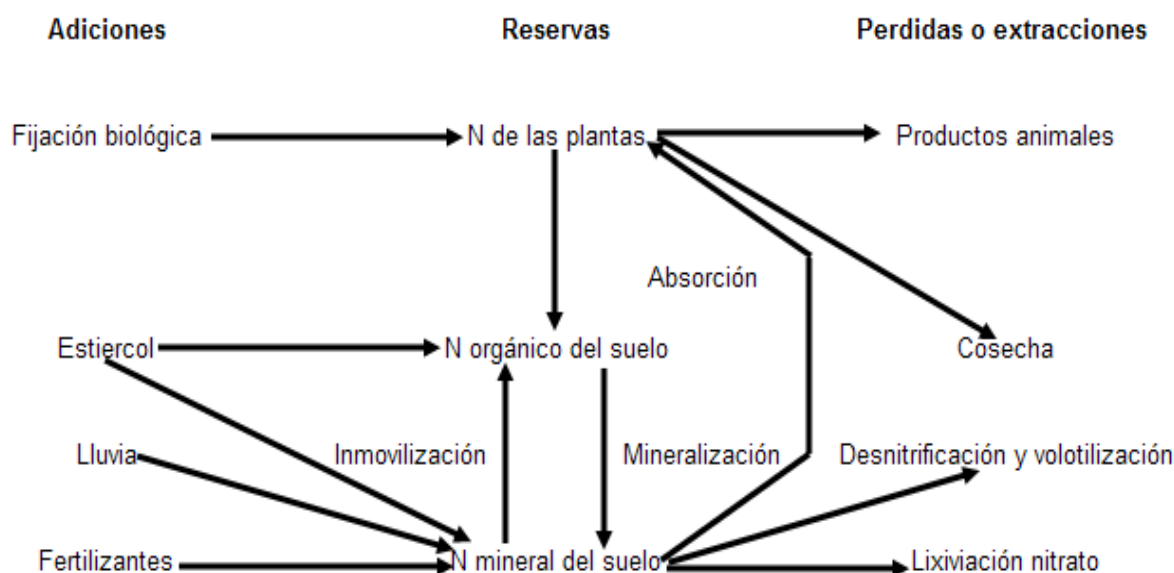 Adiciones Reservas Perdidas o extracciones
Fijación biológica N de las plantas Productos animales
Absorción
Estiercol N orgánico del suelo Cosecha
Lluvia Inmovilización Mineralización Desnitrificación y volotilización
Fertilizantes N mineral del suelo Lixiviación nitrato